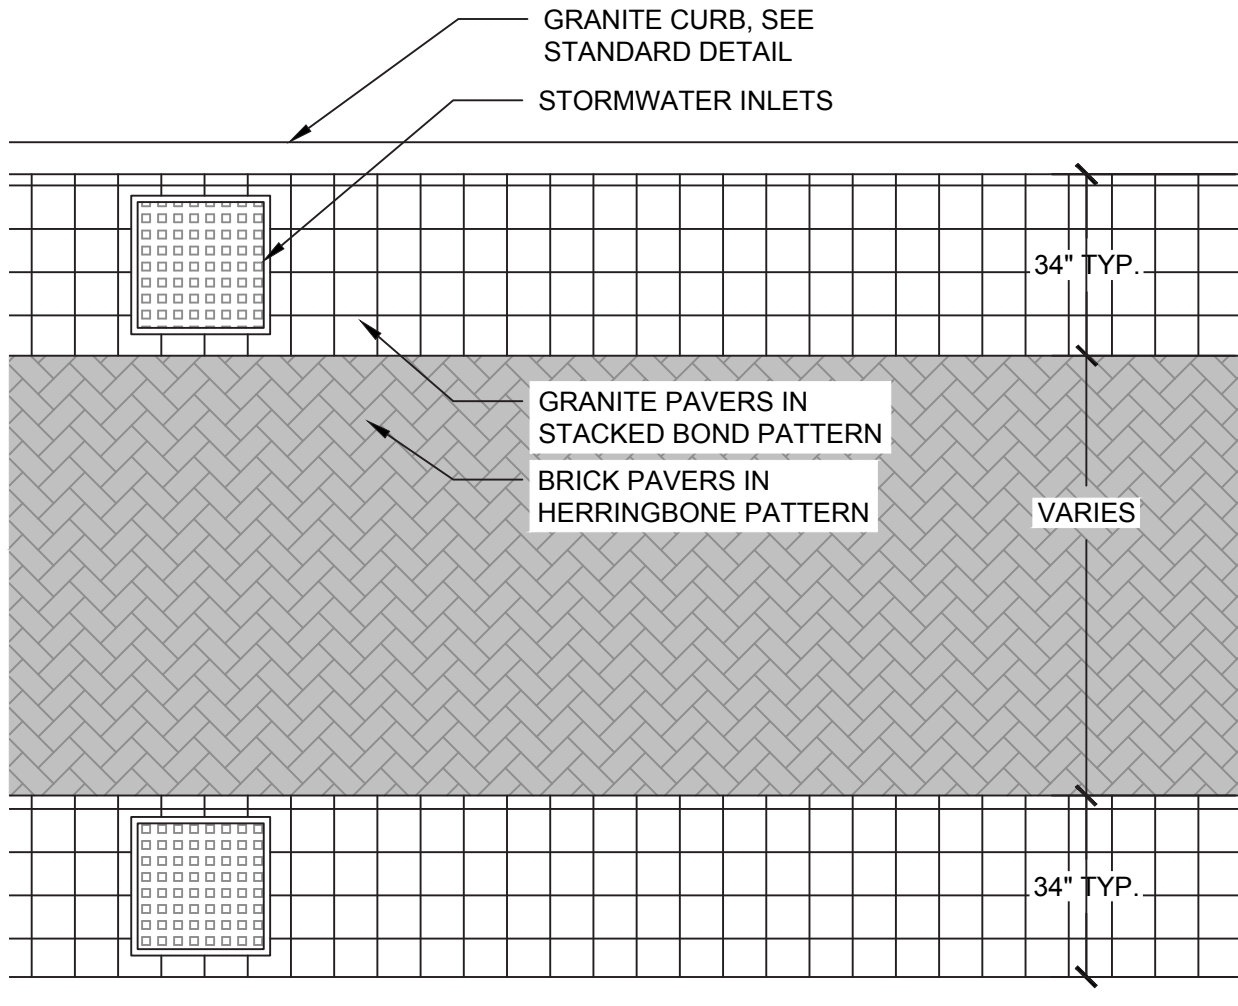 GRANITE CURB, SEE
STANDARD DETAIL
STORMWATER INLETS
34" TYP.
GRANITE PAVERS IN
STACKED BOND PATTERN
BRICK PAVERS IN
HERRINGBONE PATTERN
VARIES
34" TYP.